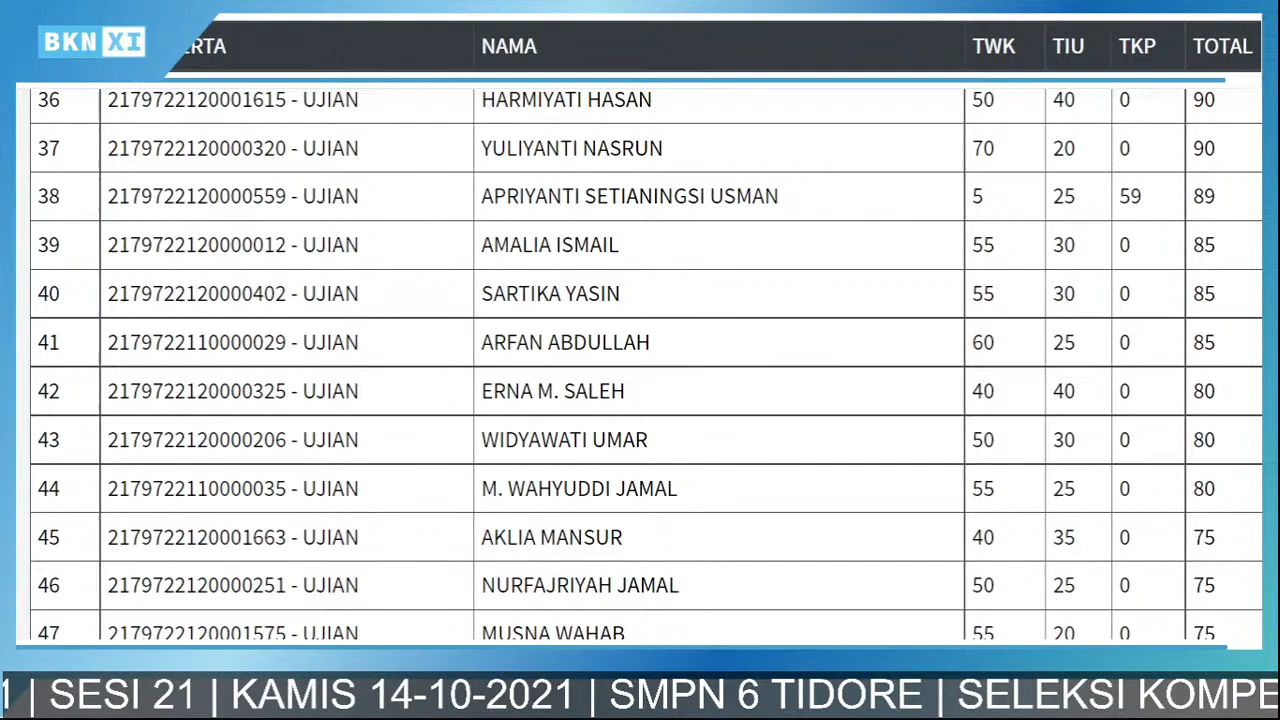 BKN XI
ERTA NAMA TWK TIU TKP TOTAL
36 2179722120001615 - UJIAN HARMIYATI HASAN 50 40 0 90
37 2179722120000320 - UJIAN YULIYANTI NASRUN 70 20 0 90
38 2179722120000559 - UJIAN APRIYANTI SETIANINGSI USMAN 5 25 59 89
39 2179722120000012 - UJIAN AMALIA ISMAIL 55 30 0 85
40 2179722120000402 - UJIAN SARTIKA YASIN 55 30 0 85
41 2179722110000029 - UJIAN ARFAN ABDULLAH 60 25 0 85
42 2179722120000325 - UJIAN ERNA M. SALEH 40 40 0 80
43 2179722120000206 - UJIAN WIDYAWATI UMAR 50 30 0 80
44 2179722110000035 - UJIAN M. WAHYUDDI JAMAL 55 25 0 80
45 2179722120001663 - UJIAN AKLIA MANSUR 40 35 0 75
46 2179722120000251 - UJIAN NURFAJRIYAH JAMAL 50 25 0 75
47 2179722120001575 - UJIAN MUSNA WAHAB 55 20 0 75
1 | SESI 21 | KAMIS 14-10-2021 | SMPN 6 TIDORE | SELEKSI KOMPE